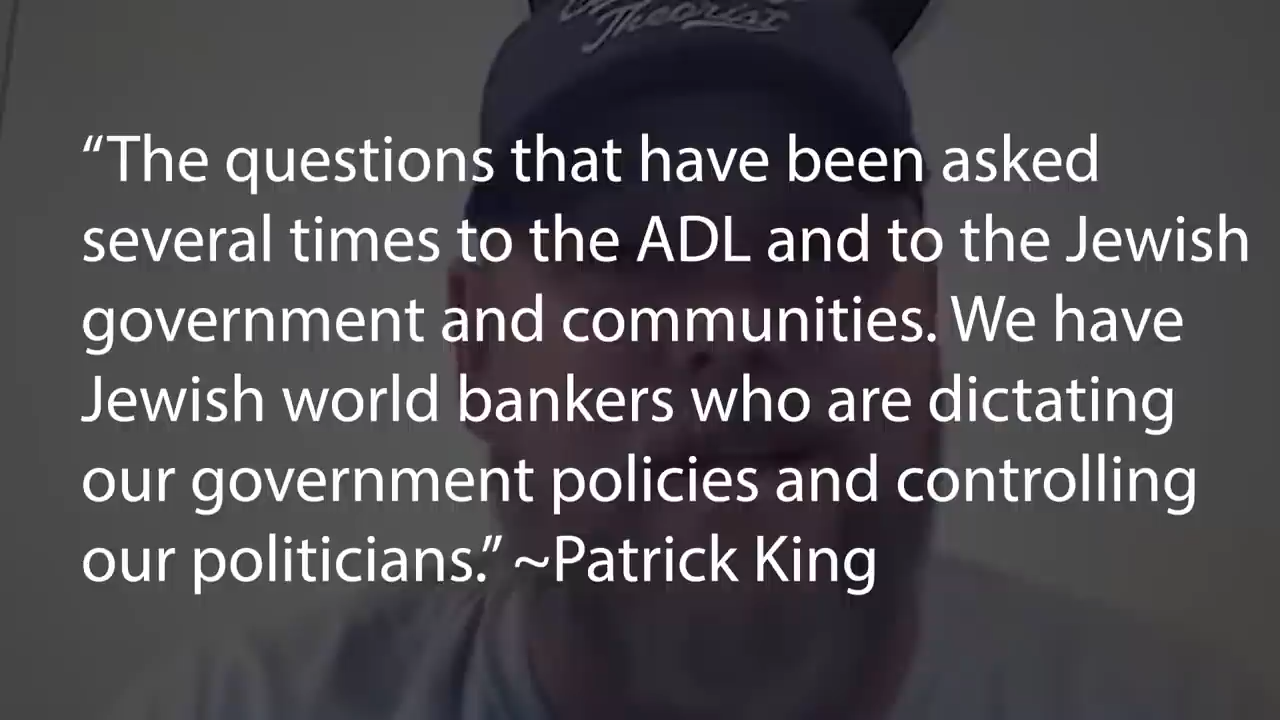 Theorist
“The questions that have been asked
several times to the ADL and to the Jewish
government and communities. We have
Jewish world bankers who are dictating
our government policies and controlling
our politicians.” ~Patrick King